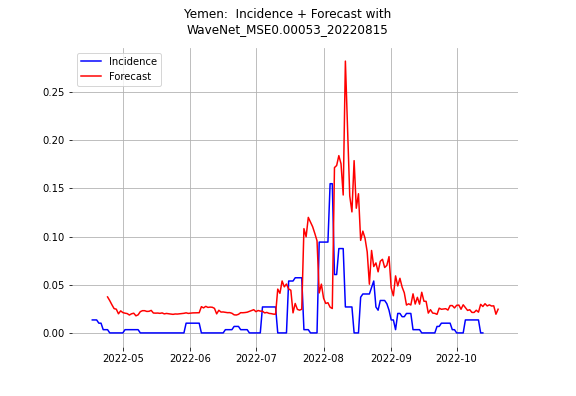 Yemen:  Incidence + Forecast with
WaveNet_MSE0.00053_20220815
Incidence
Forecast
0.25
0.20
0.15
0.10
0.05
0.00
2022-05 2022-06 2022-07 2022-08 2022-09 2022-10